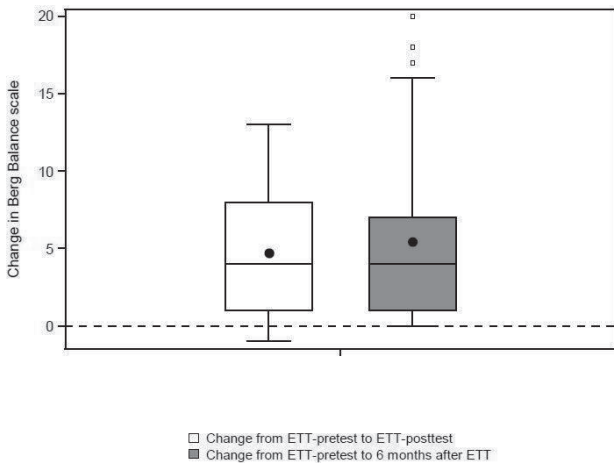 Change in Berg Balance scale
20
15
10
5
0
Change from ETT-pretest to ETT-posttest
Change from ETT-pretest to 6 months after ETT